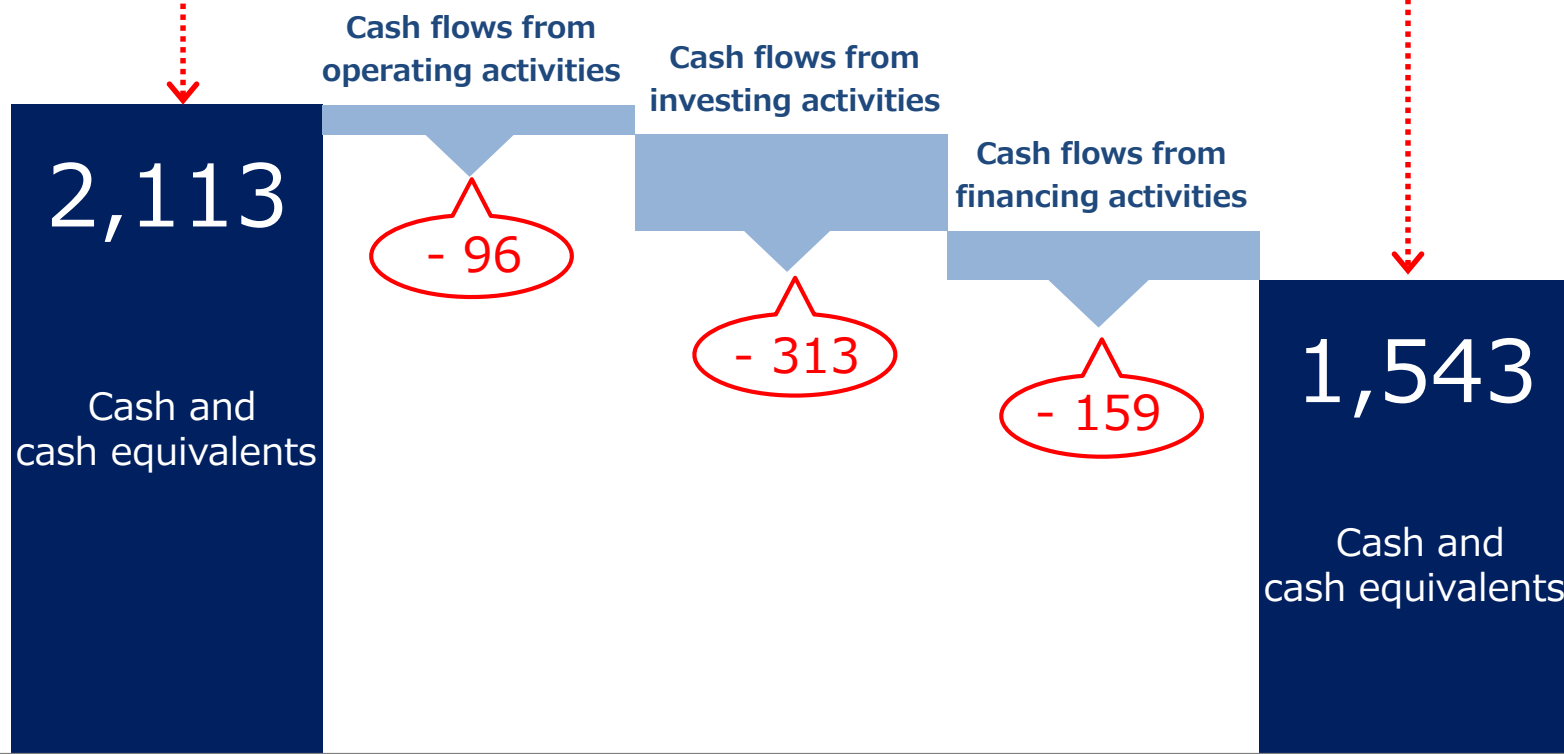 Cash flows from
operating activities
Cash flows from
investing activities
Cash flows from
financing activities
2,113
Cash and
cash equivalents
- 96
- 313
- 159
1,543
Cash and
cash equivalents